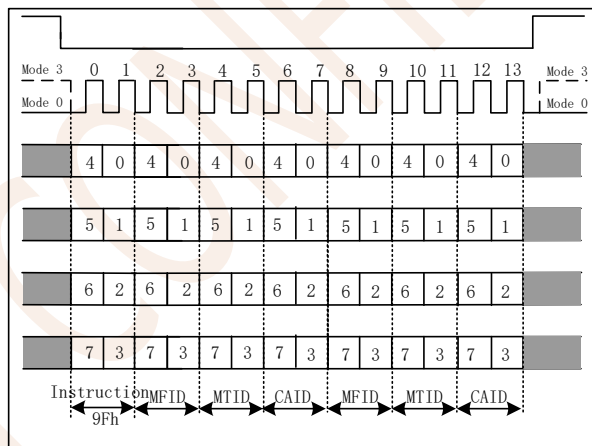 Mode 3 0 1 2 3 4 5 6 7 8 9 10 11 12 13 Mode 3
Mode 0 Mode 0
4 0 4 0 4 0 4 0 4 0 4 0 4 0
5 1 5 1 5 1 5 1 5 1 5 1 5 1
6 2 6 2 6 2 6 2 6 2 6 2 6 2
7 3 7 3 7 3 7 3 7 3 7 3 7 3
Instruction MFID MTID CAID MFID MTID CAID
9Fh